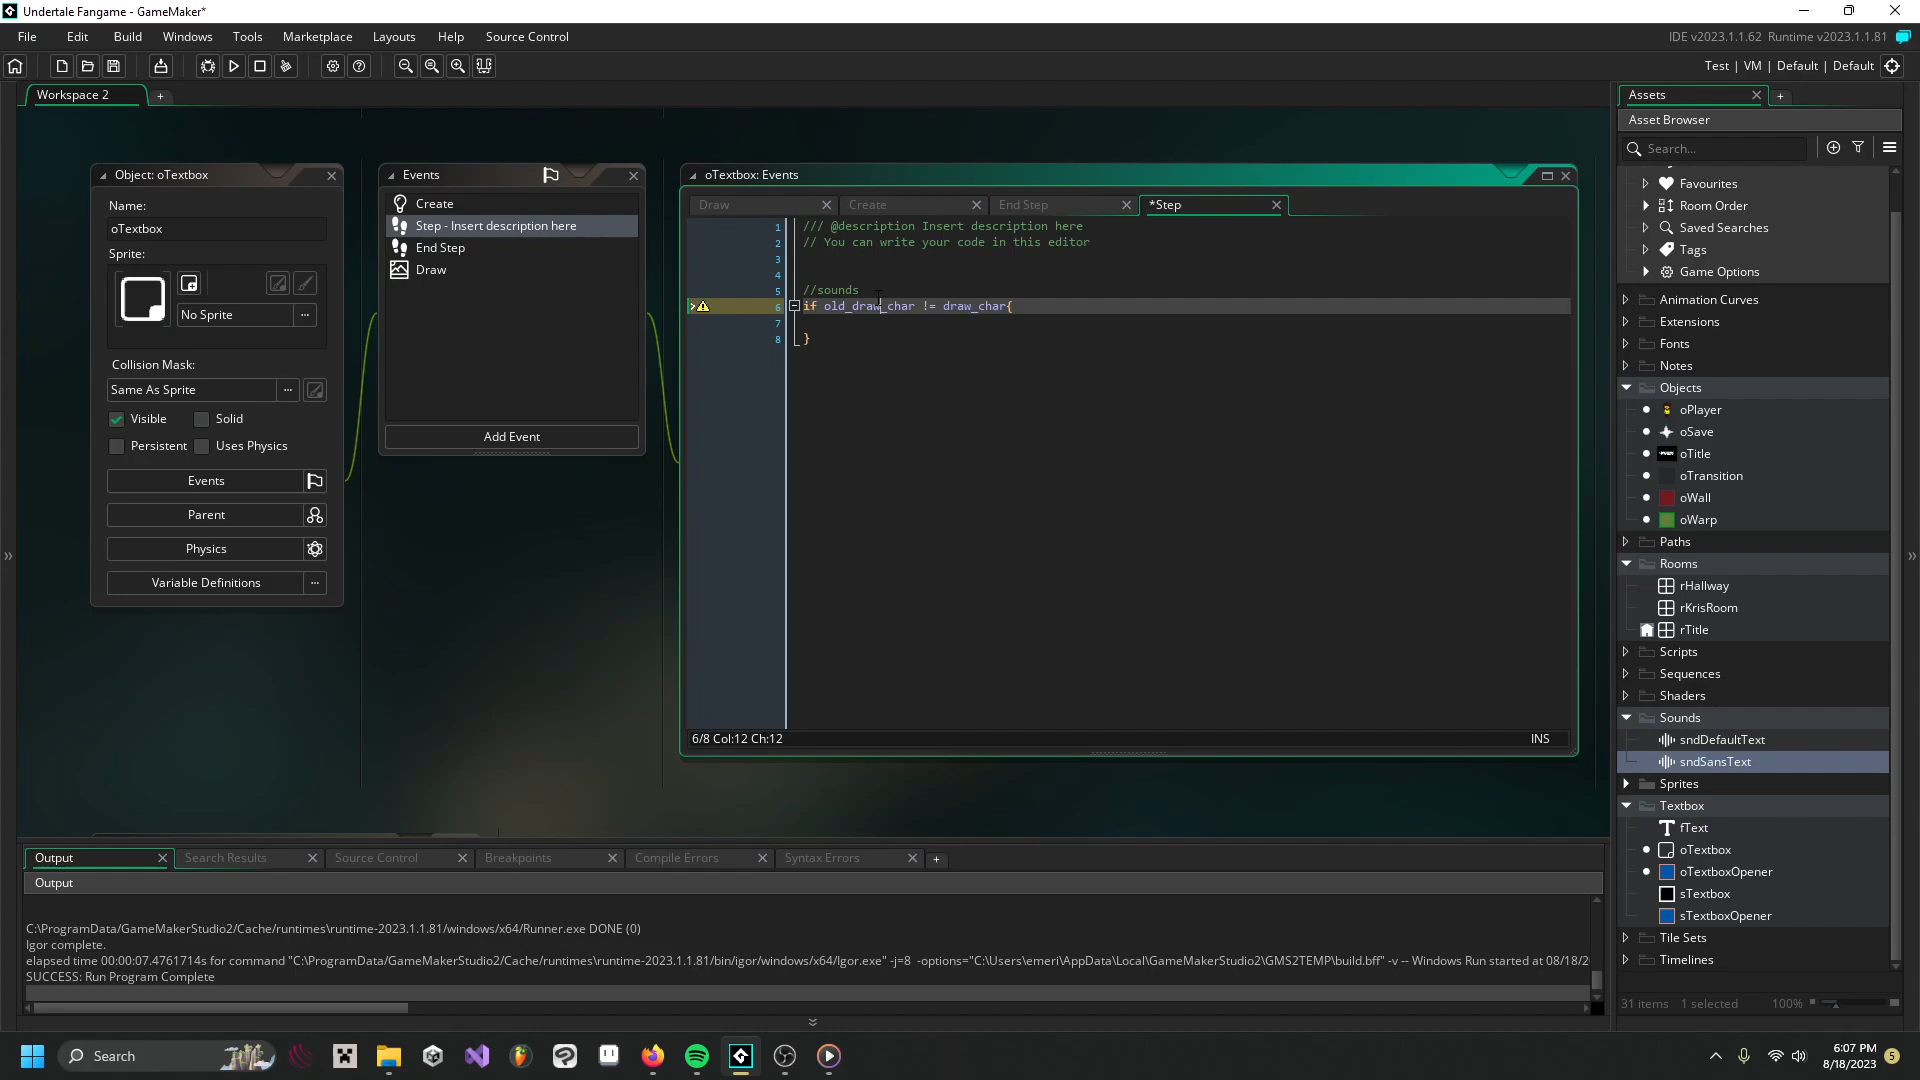 Undertale Fangame - GameMaker*
File Edit Build Windows Tools Marketplace Layouts Help Source Control
IDE v2023.1.1.62 Runtime v2023.1.1.81
Test | VM | Default | Default
Workspace 2
Object: oTextbox
Name:
oTextbox
Sprite:
No Sprite
Collision Mask:
Same As Sprite
Visible Solid
Persistent Uses Physics
Events
Parent
Physics
Variable Definitions
Events
Create
Step - Insert description here
End Step
Draw
Add Event
oTextbox: Events
Draw Create End Step *Step
1 /// @description Insert description here
2 // You can write your code in this editor
3
4
5 //sounds
6 if old_draw_char != draw_char{
7
8 }
6/8 Col:12 Ch:12
INS
Assets
Asset Browser
Search...
Favourites
Room Order
Saved Searches
Tags
Game Options
Animation Curves
Extensions
Fonts
Notes
Objects
oPlayer
oSave
oTitle
oTransition
oWall
oWarp
Paths
Rooms
rHallway
rKrisRoom
rTitle
Scripts
Sequences
Shaders
Sounds
sndDefaultText
sndSansText
Sprites
Textbox
fText
oTextbox
oTextboxOpener
sTextbox
sTextboxOpener
Tile Sets
Timelines
31 items 1 selected 100%
Output Search Results Source Control Breakpoints Compile Errors Syntax Errors
Output
C:\ProgramData/GameMakerStudio2/Cache/runtimes\runtime-2023.1.1.81/windows/x64/Runner.exe DONE (0)
Igor complete.
elapsed time 00:00:07.4761714s for command "C:\ProgramData/GameMakerStudio2/Cache/runtimes\runtime-2023.1.1.81/bin/igor/windows/x64/Igor.exe" -j=8 -options="C:\Users\emeri\AppData\Local\GameMakerStudio2\GMS2TEMP\build.bff" -v -- Windows Run started at 08/18/2
SUCCESS: Run Program Complete
Search
6:07 PM
8/18/2023
5